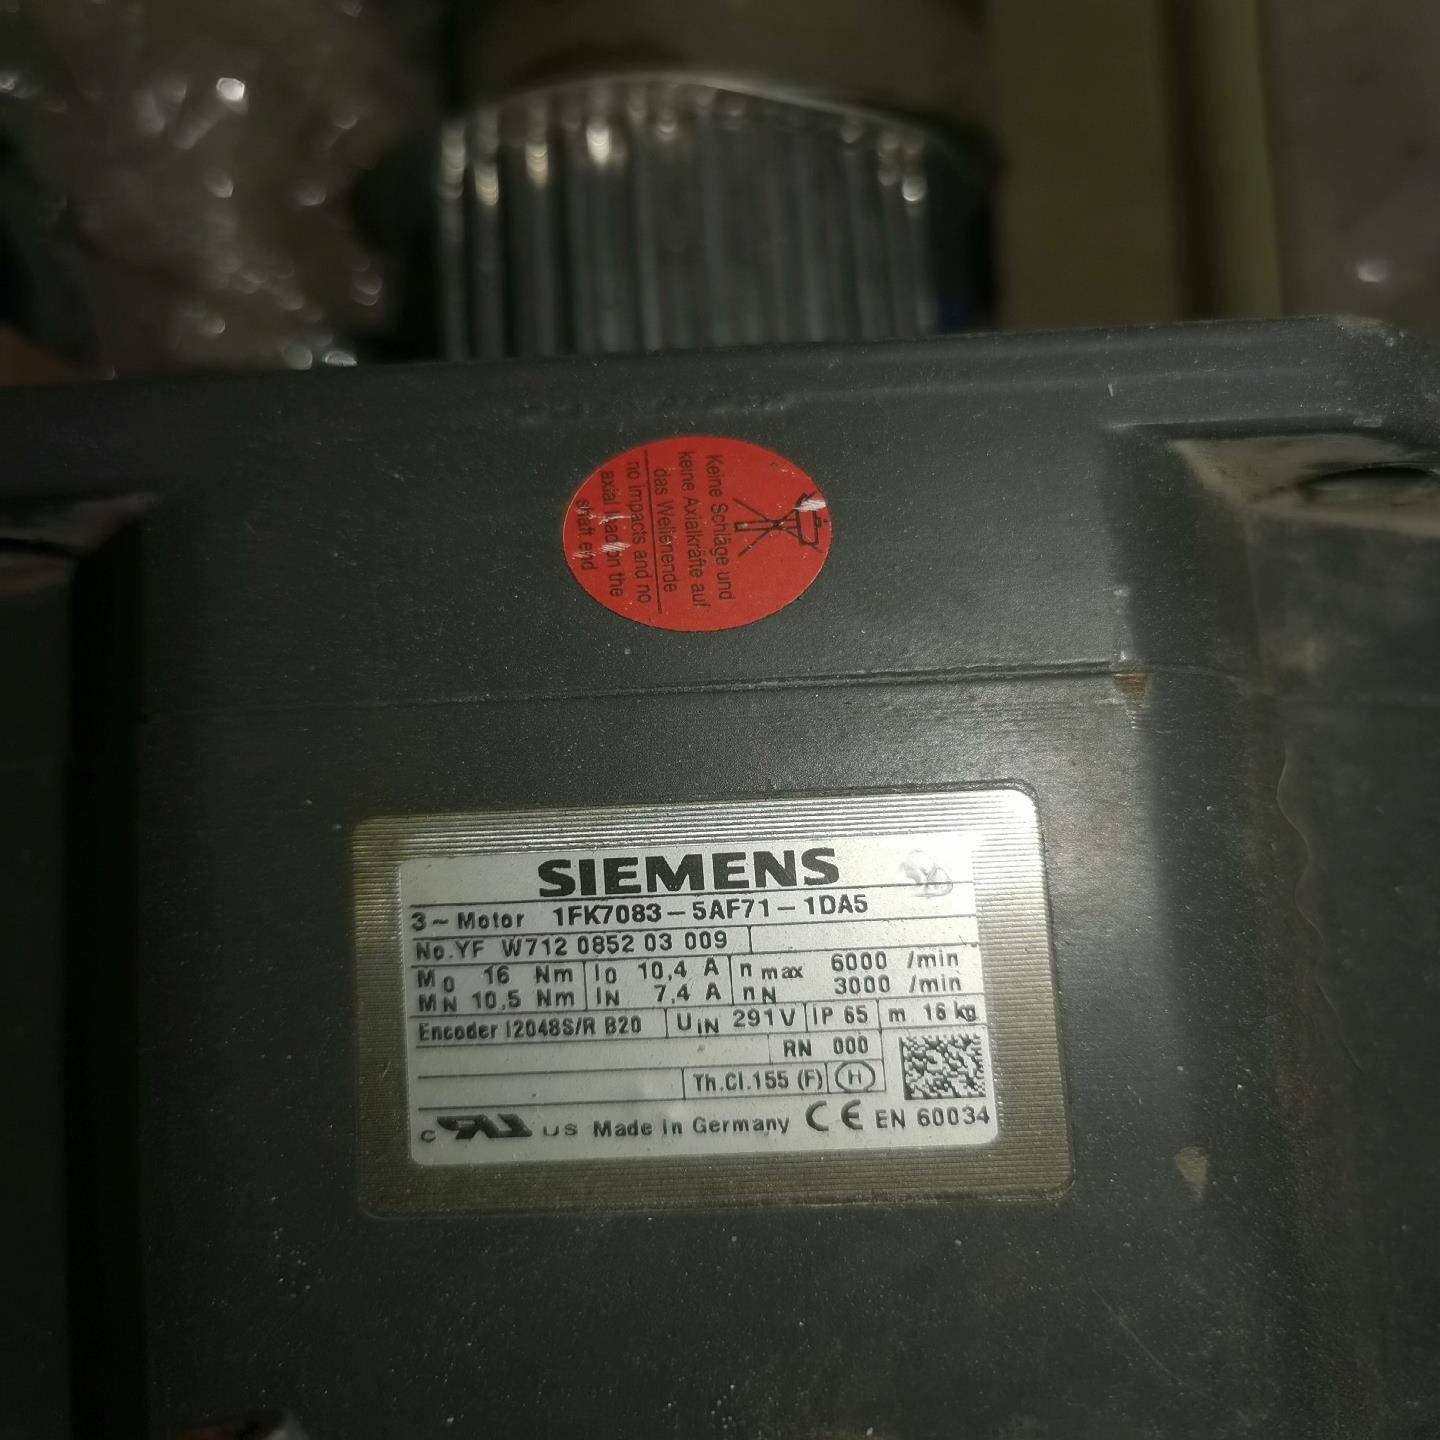 Keine Schläge und
keine Axialkräfte auf
das Wellenende
no impacts and no
axial load on the
shaft end
SIEMENS
3~Motor 1FK7083-5AF71-1DA5
No.YF W712 0852 03 009
M0 16 Nm I0 10,4 A n max 6000 /min
MN 10,5 Nm IN 7,4 A nN 3000 /min
Encoder I2048S/R B20 UIN 291V IP 65 m 16 kg
RN 000
Th.Cl.155 (F) H
c US Made in Germany CE EN 60034